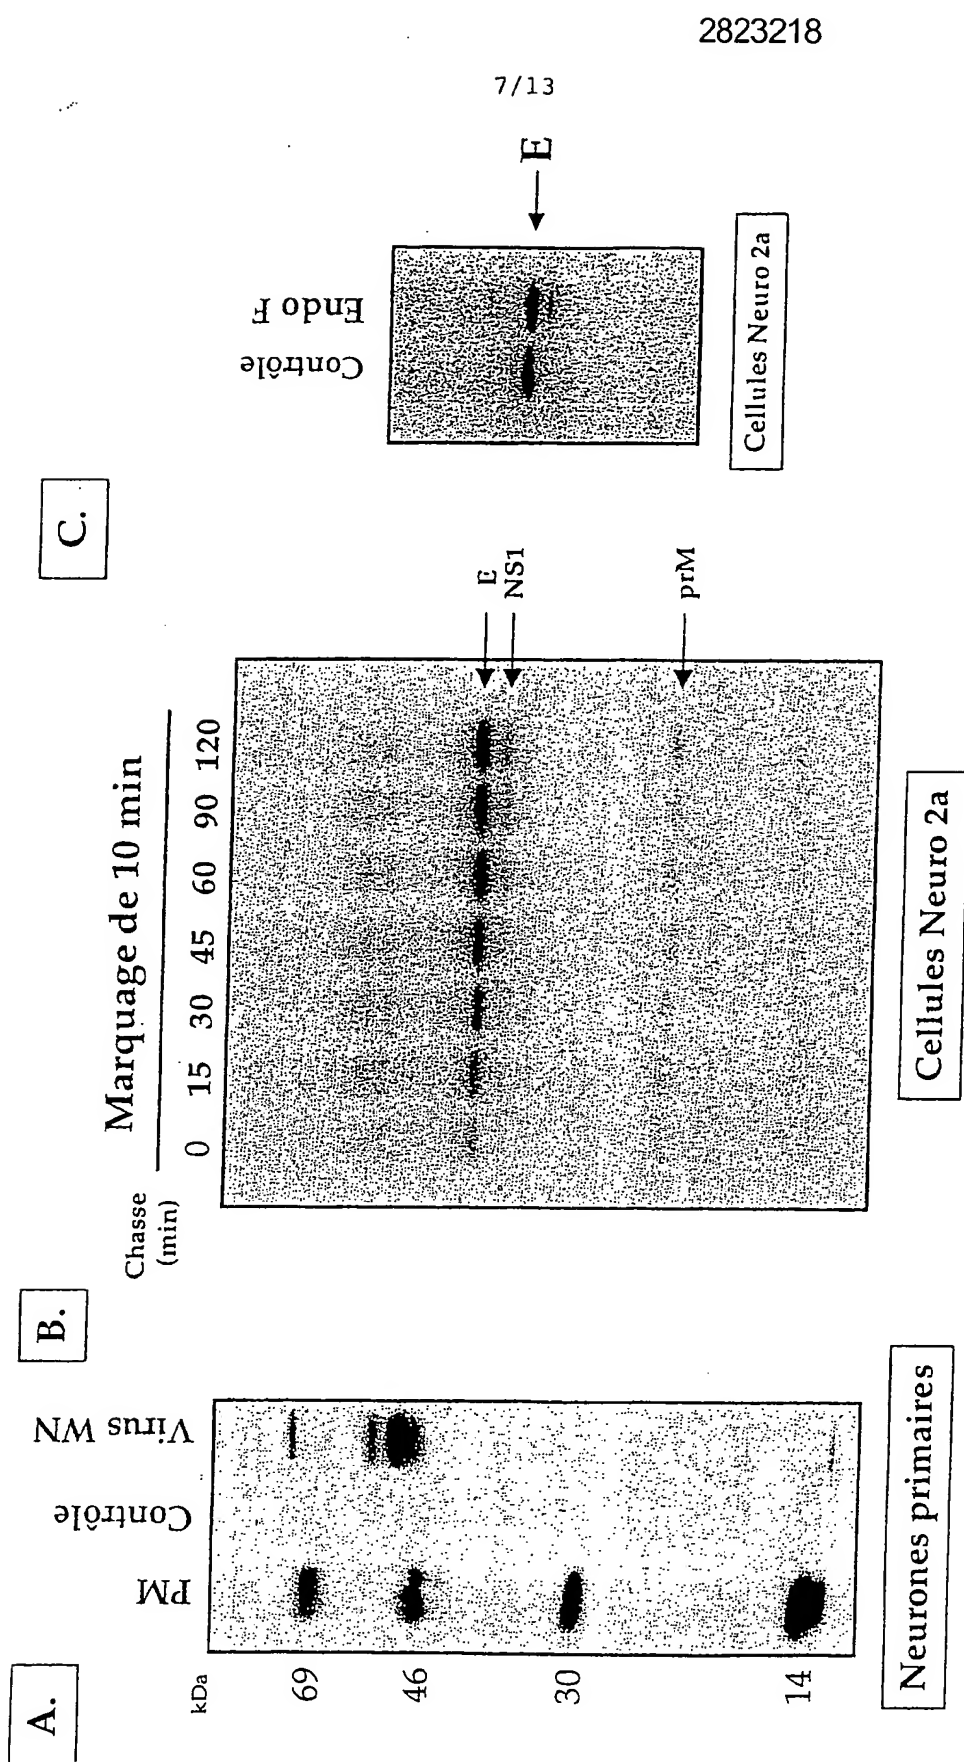 2823218
7/13
A.
PM
Contrôle
Virus WN
kDa
69
46
30
14
Neurones primaires
B.
Marquage de 10 min
Chasse
(min)
0 15 30 45 60 90 120
E
NS1
prM
Cellules Neuro 2a
C.
Contrôle
Endo F
E
Cellules Neuro 2a